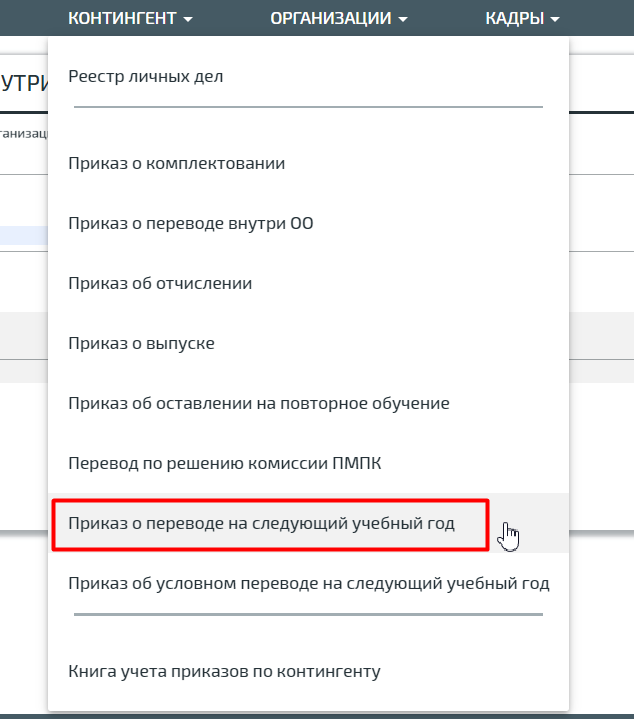 КОНТИНГЕНТ ОРГАНИЗАЦИИ КАДРЫ
Реестр личных дел
Приказ о комплектовании
Приказ о переводе внутри ОО
Приказ об отчислении
Приказ о выпуске
Приказ об оставлении на повторное обучение
Перевод по решению комиссии ПМПК
Приказ о переводе на следующий учебный год
Приказ об условном переводе на следующий учебный год
Книга учета приказов по контингенту